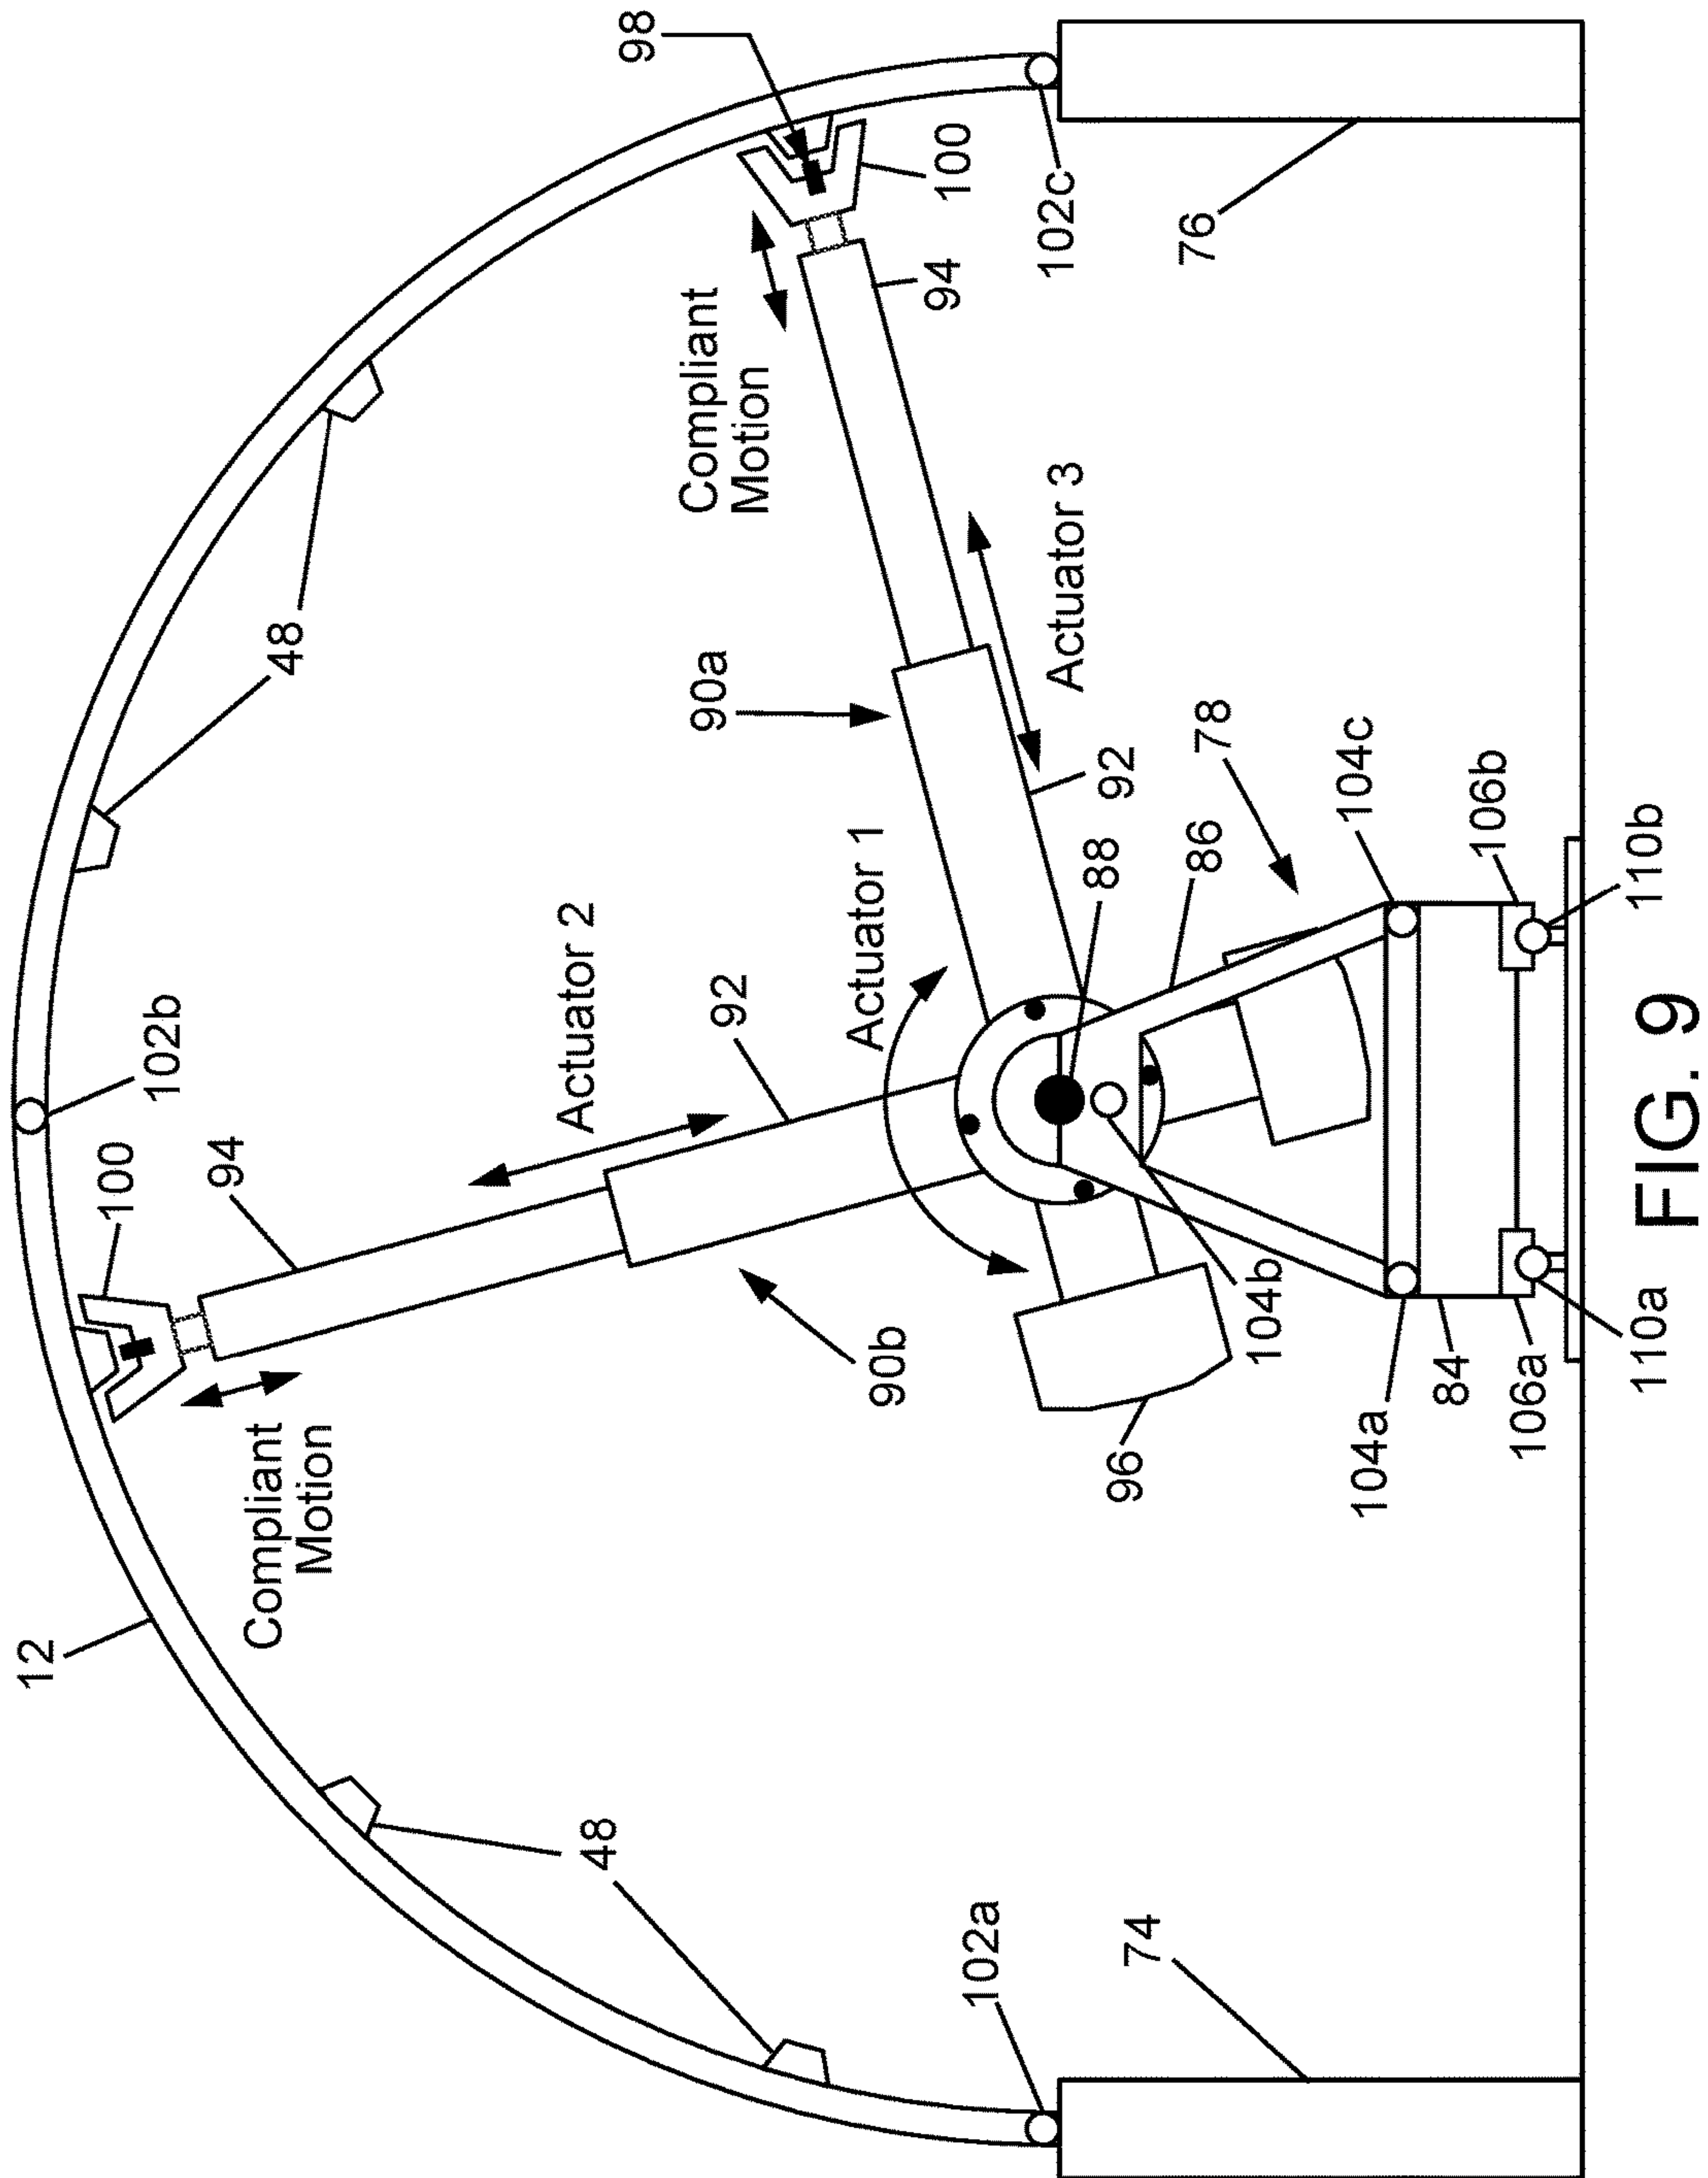 12
100
102b
94
Compliant
Motion
48
Actuator 2
48
98
Compliant
Motion
90a
92
Actuator 1
90b
94
100
102a
102c
Actuator 3
88
92
96
74
76
86
78
104b
104c
104a
84
106b
106a
110a
110b
FIG. 9